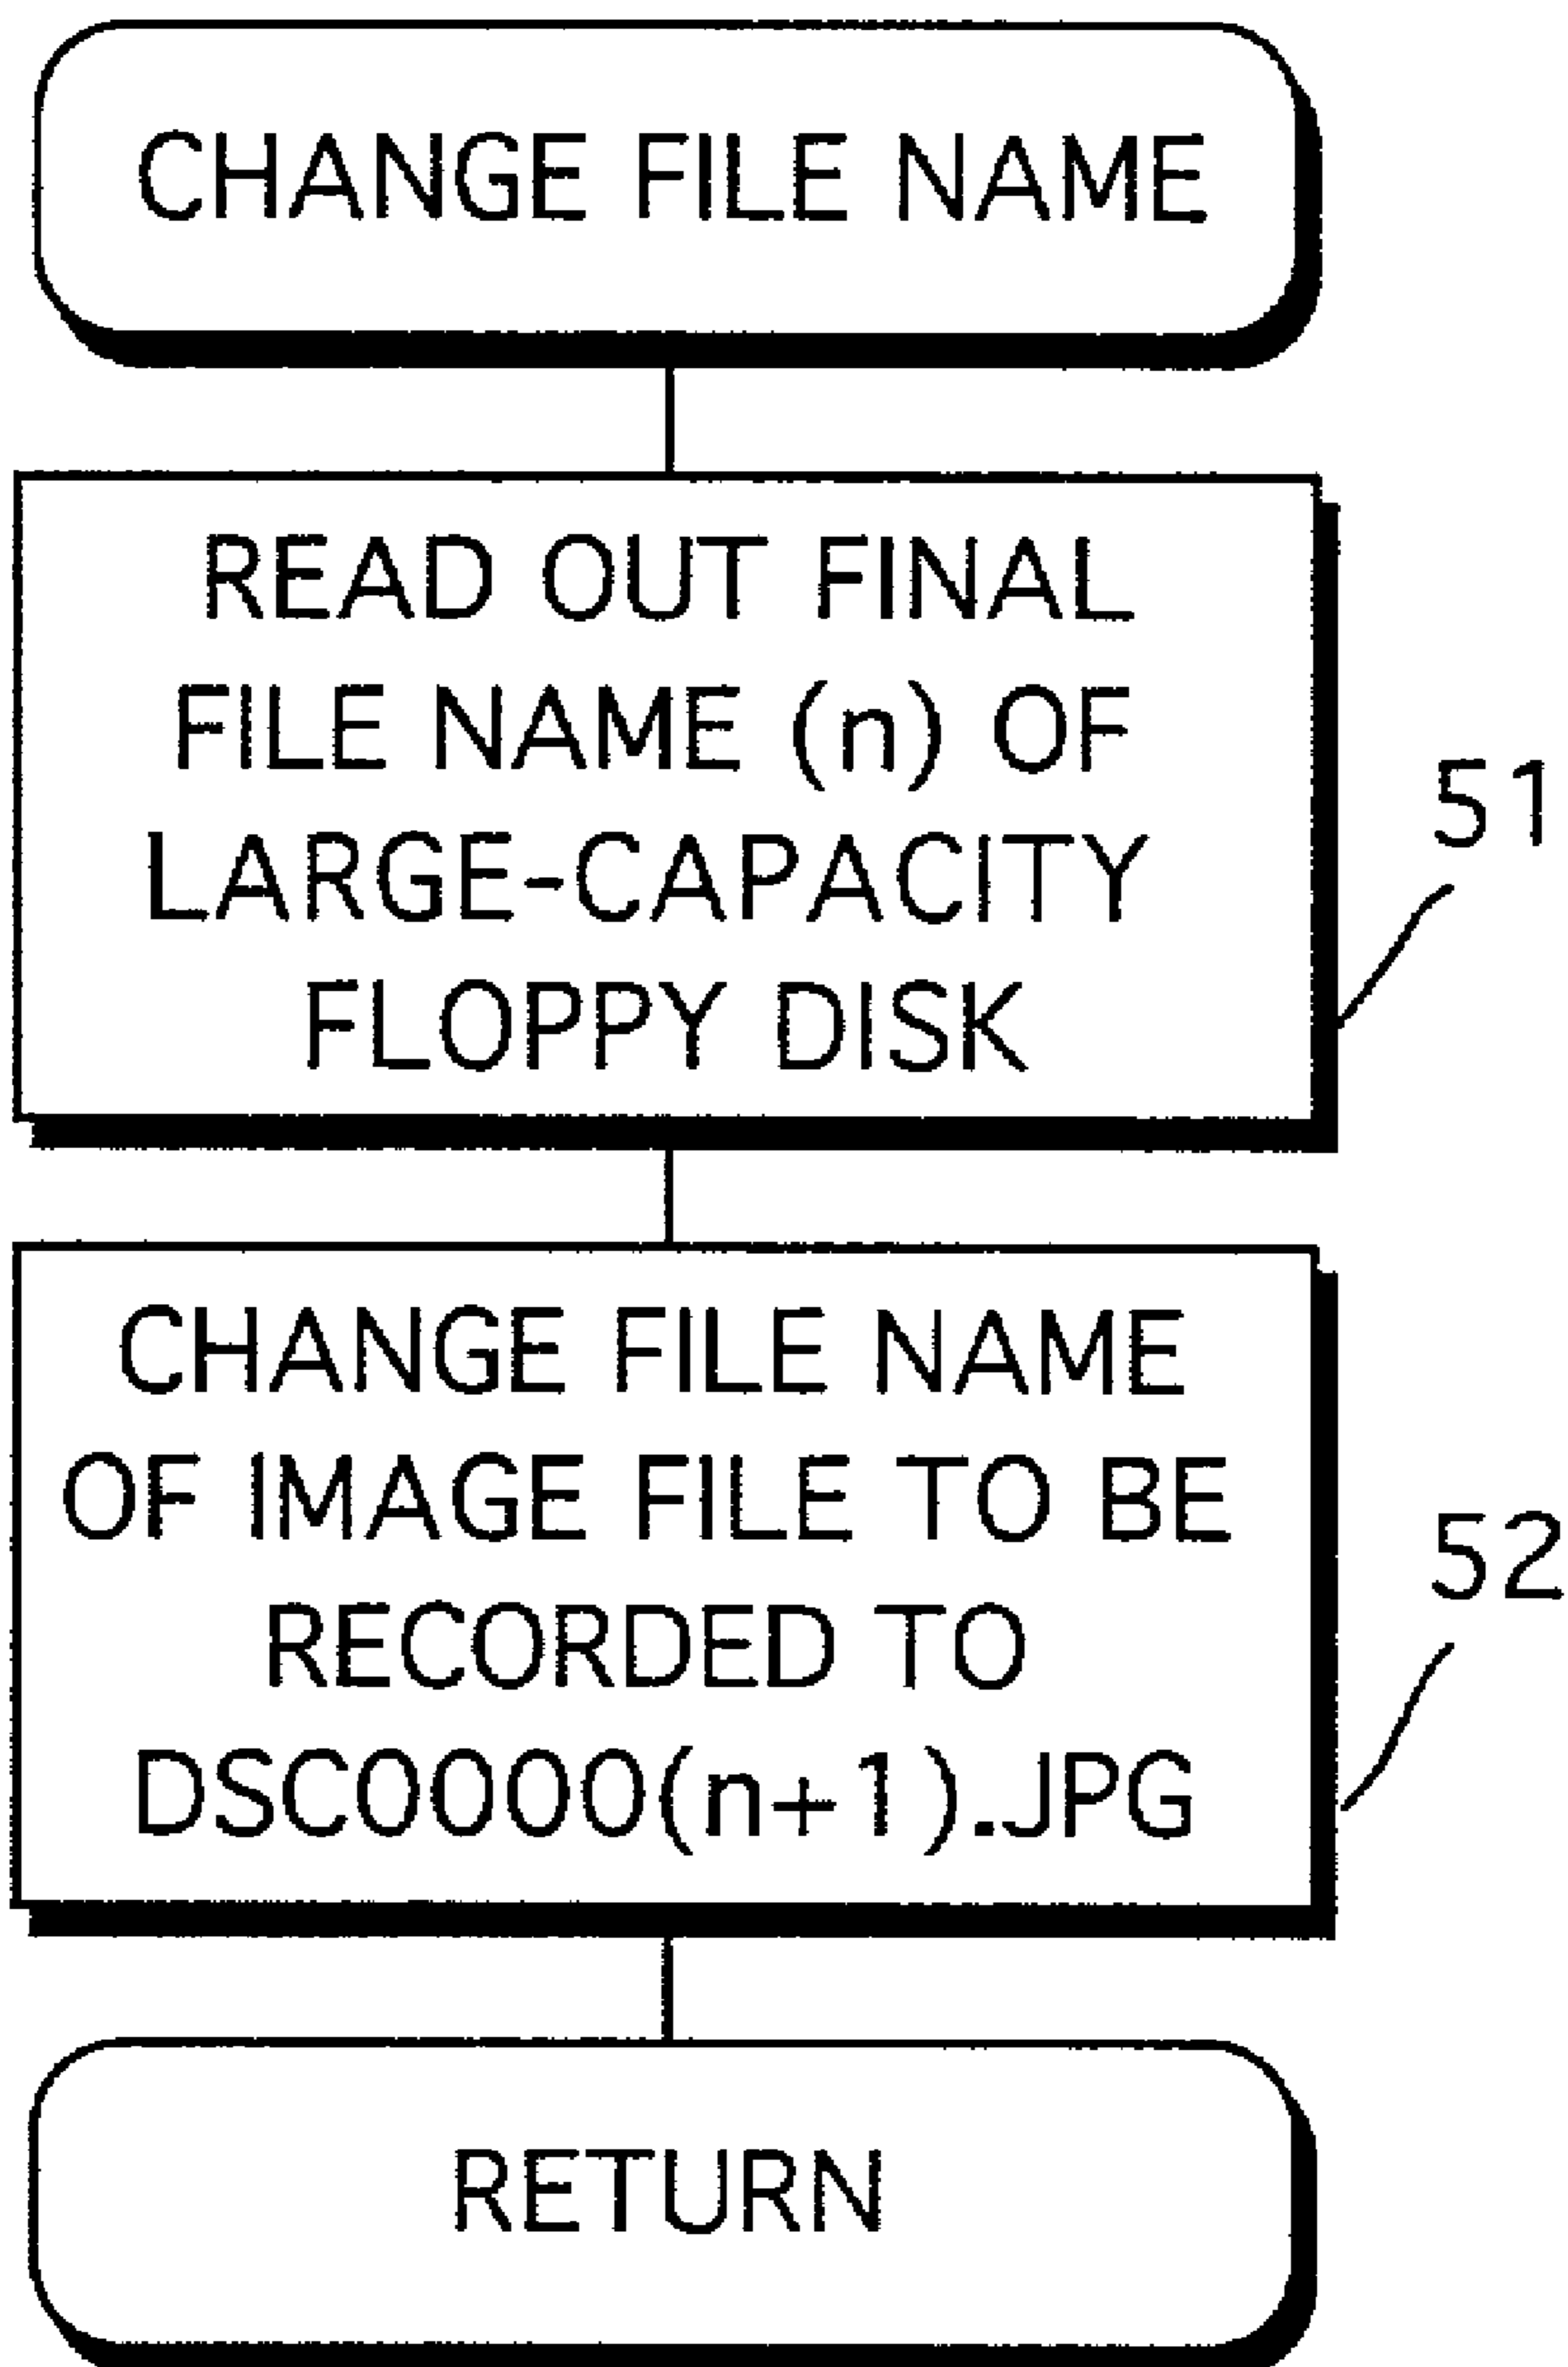 CHANGE FILE NAME
READ OUT FINAL
FILE NAME (n) OF
LARGE-CAPACITY
FLOPPY DISK
51
CHANGE FILE NAME
OF IMAGE FILE TO BE
RECORDED TO
DSC0000(n+1).JPG
52
RETURN